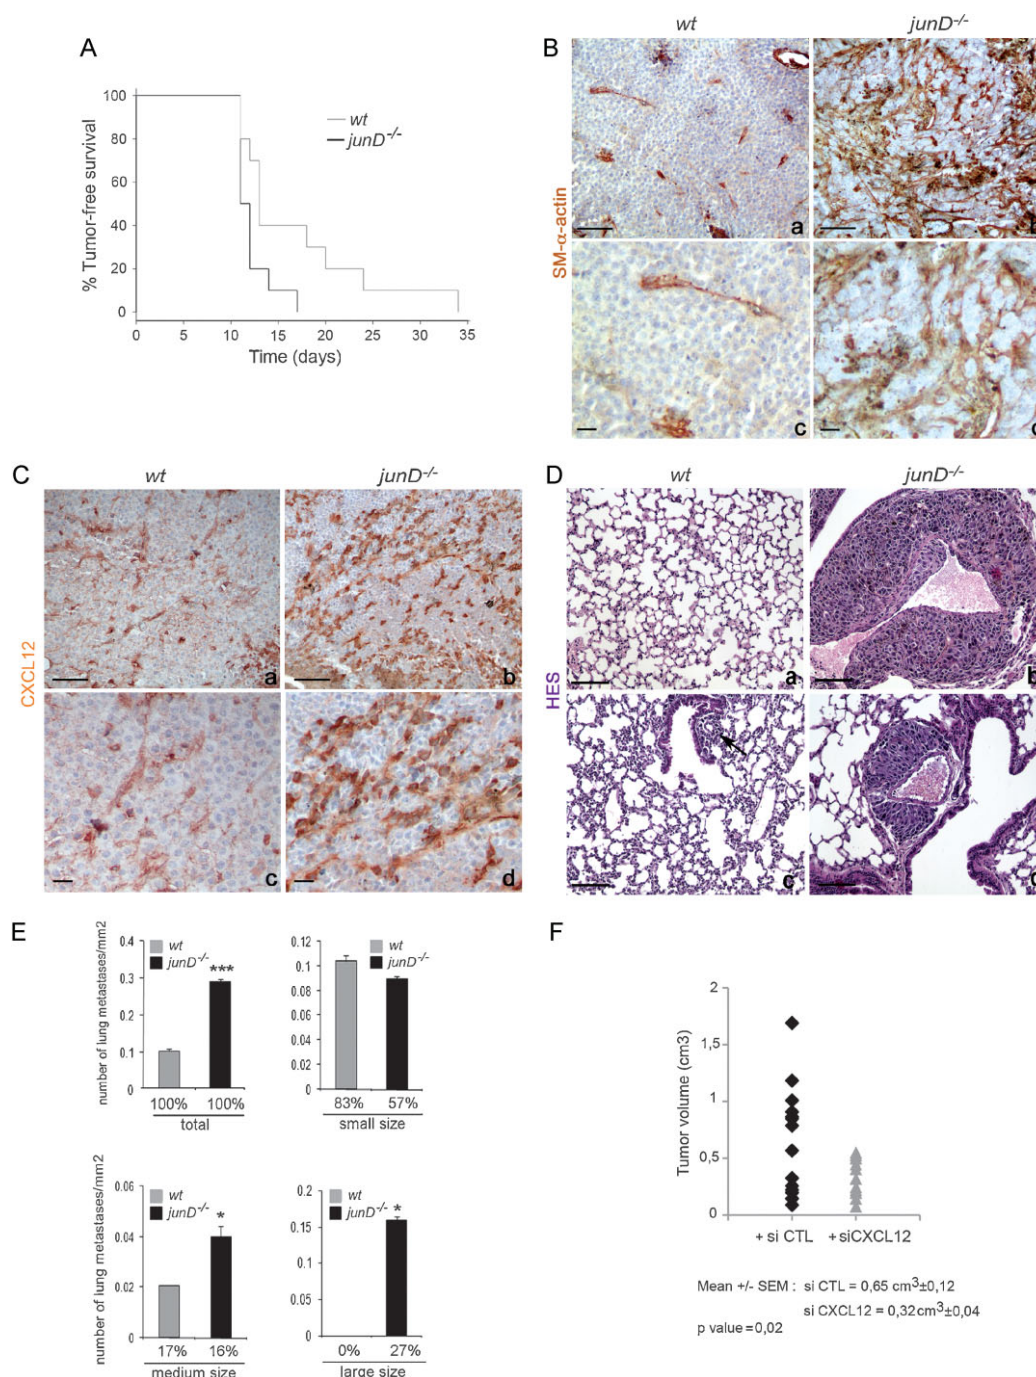 A
% Tumor-free survival
100
80
60
40
20
0
0 5 10 15 20 25 30 35
Time (days)
wt
junD-/-
B
wt junD-/-
SM-α-actin
a
b
c
d
C
wt junD-/-
CXCL12
a
b
c
d
D
wt junD-/-
HES
a
b
c
d
E
number of lung metastases/mm2
0.4
0.3
0.2
0.1
0
wt
junD-/-
***
100% 100%
total
0.12
0.1
0.08
0.06
0.04
0.02
0
wt
junD-/-
83% 57%
small size
number of lung metastases/mm2
0.06
0.04
0.02
0
wt
junD-/-
*
17% 16%
medium size
0.2
0.15
0.1
0.05
0
wt
junD-/-
*
0% 27%
large size
F
Tumor volume (cm3)
2
1,5
1
0,5
0
+ si CTL +siCXCL12
Mean +/- SEM : si CTL = 0,65 cm3±0,12
si CXCL12 = 0,32cm3±0,04
p value=0,02